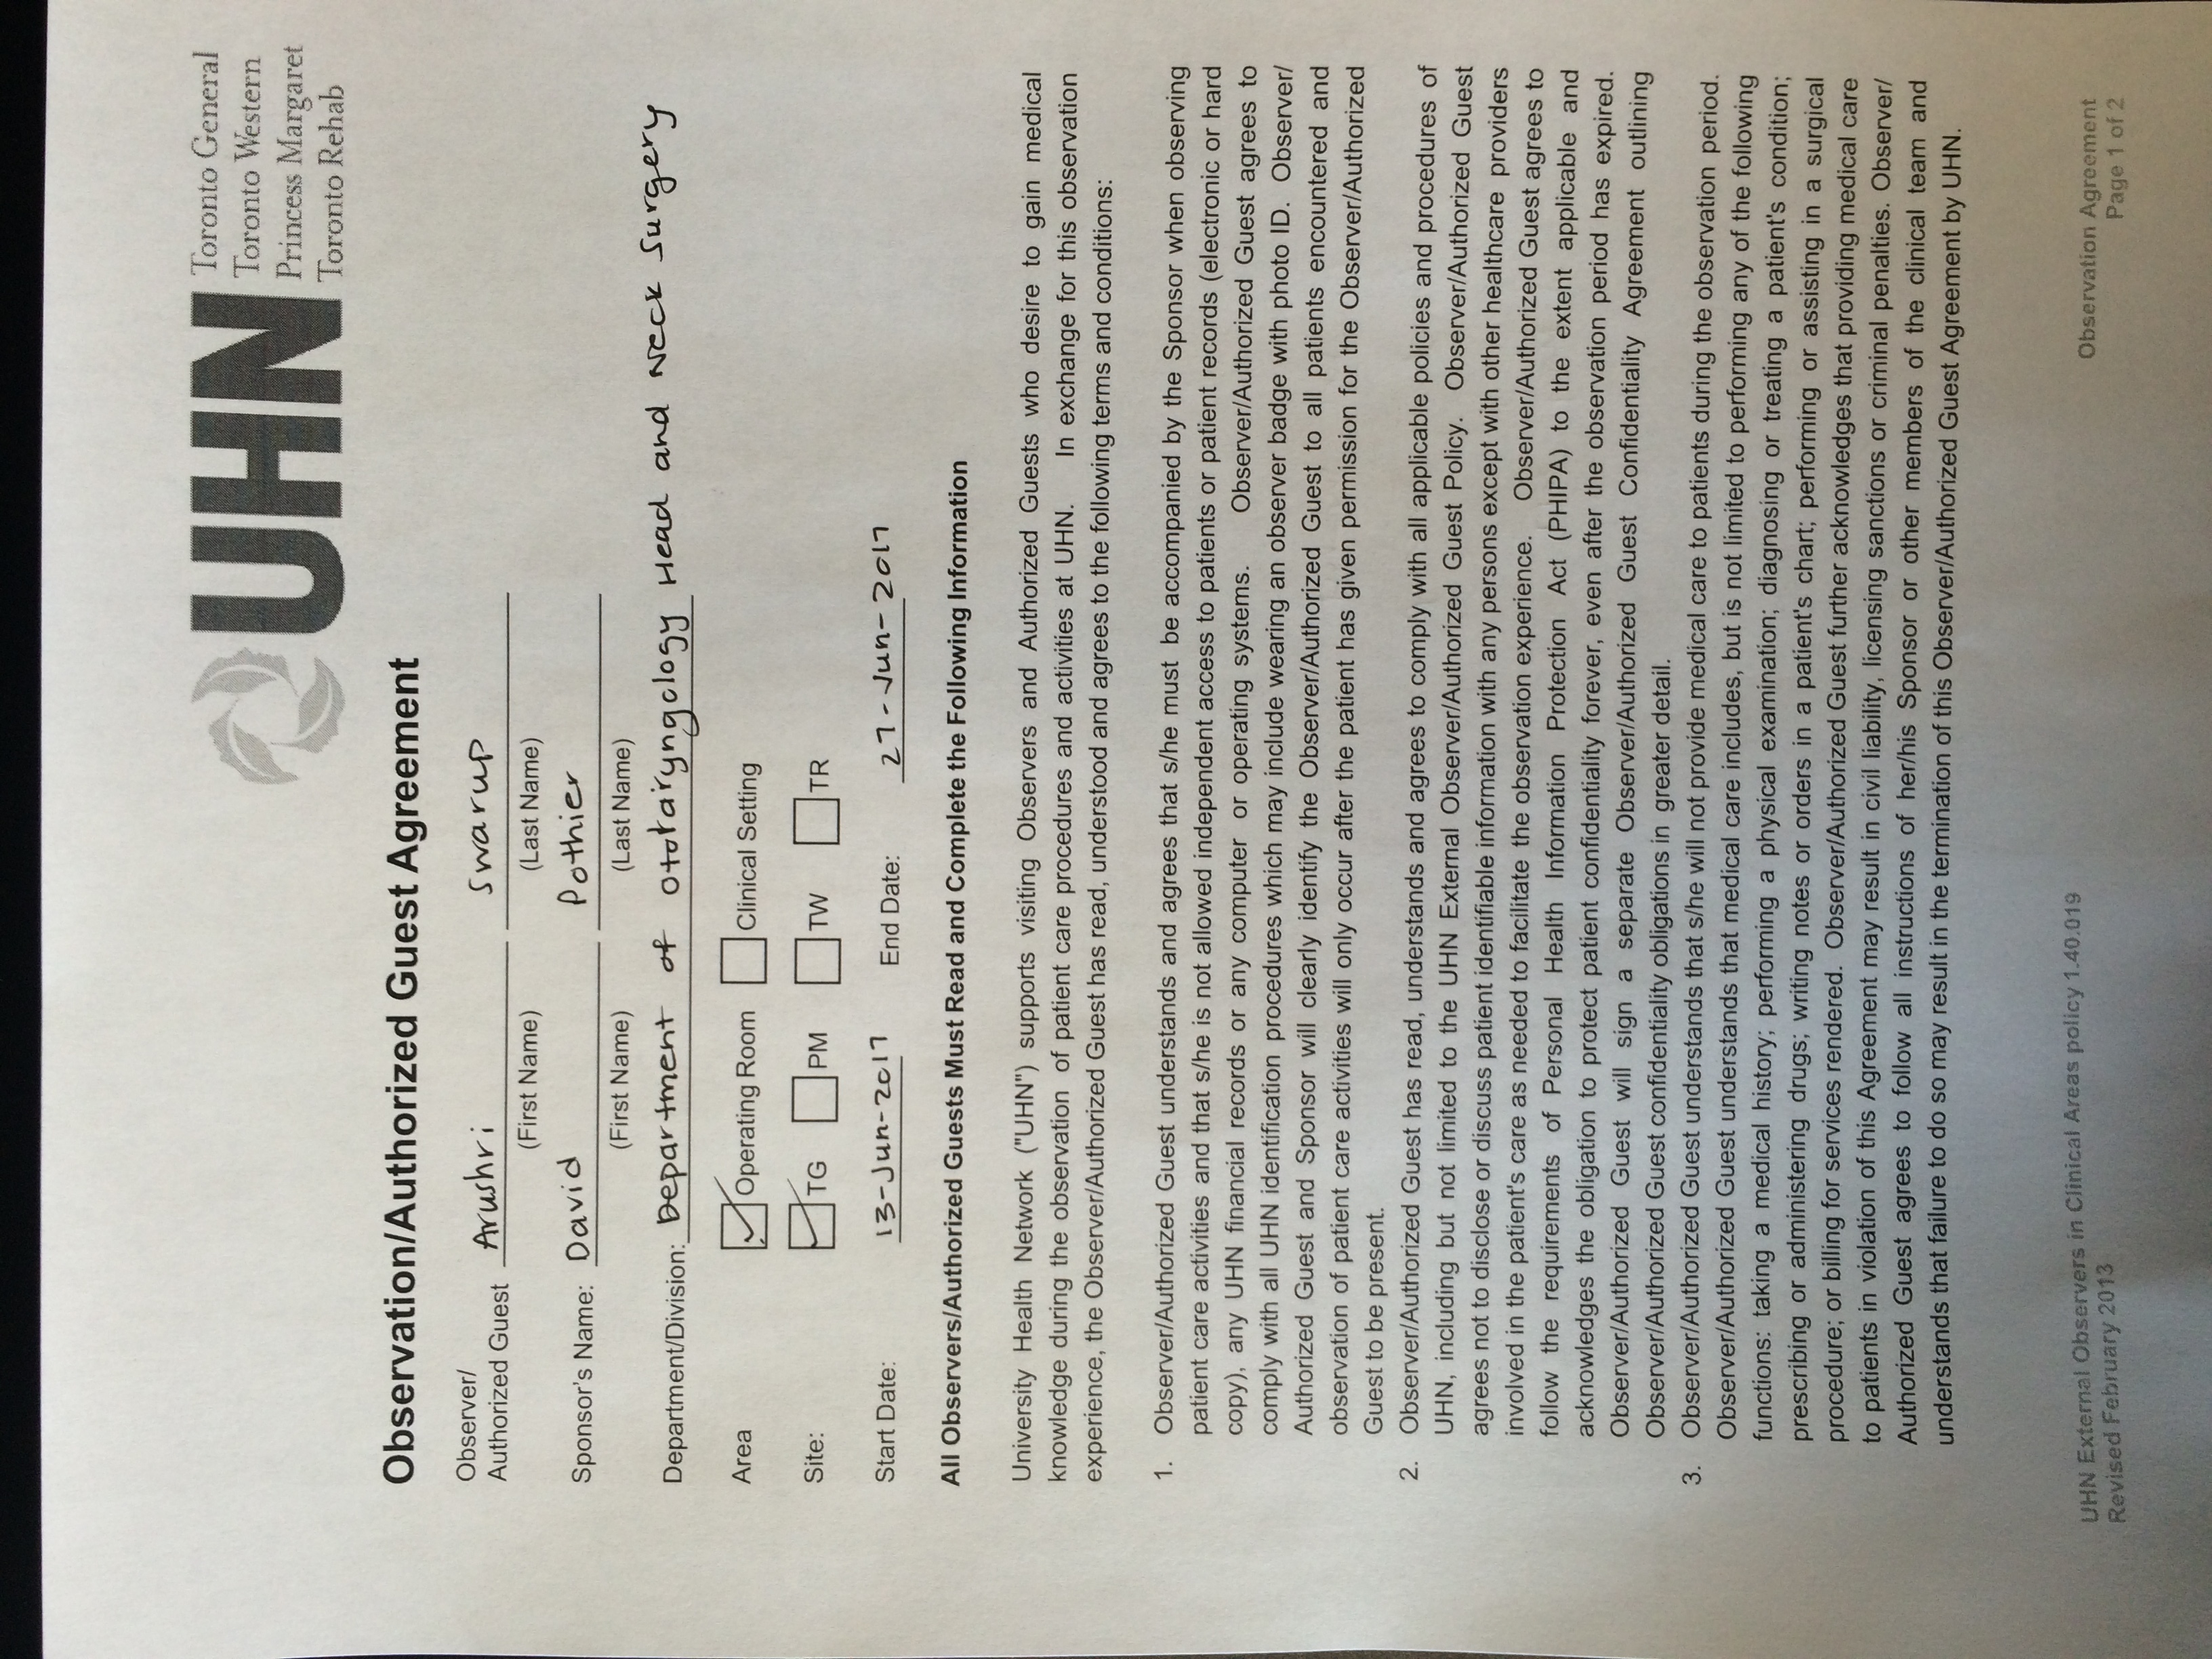 UHN
Toronto General
Toronto Western
Princess Margaret
Toronto Rehab
Observation/Authorized Guest Agreement
Observer/
Authorized Guest Arushri Swarup
(First Name) (Last Name)
Sponsor's Name: David Pothier
(First Name) (Last Name)
Department/Division: Department of Otolaryngology Head and Neck Surgery
Area Operating Room Clinical Setting
Site: TG PM TW TR
Start Date: 13-Jun-2017 End Date: 27-Jun-2017
All Observers/Authorized Guests Must Read and Complete the Following Information
University Health Network ("UHN") supports visiting Observers and Authorized Guests who desire to gain medical
knowledge during the observation of patient care procedures and activities at UHN. In exchange for this observation
experience, the Observer/Authorized Guest has read, understood and agrees to the following terms and conditions:
1. Observer/Authorized Guest understands and agrees that s/he must be accompanied by the Sponsor when observing
patient care activities and that s/he is not allowed independent access to patients or patient records (electronic or hard
copy), any UHN financial records or any computer or operating systems. Observer/Authorized Guest agrees to
comply with all UHN identification procedures which may include wearing an observer badge with photo ID. Observer/
Authorized Guest and Sponsor will clearly identify the Observer/Authorized Guest to all patients encountered and
observation of patient care activities will only occur after the patient has given permission for the Observer/Authorized
Guest to be present.
2. Observer/Authorized Guest has read, understands and agrees to comply with all applicable policies and procedures of
UHN, including but not limited to the UHN External Observer/Authorized Guest Policy. Observer/Authorized Guest
agrees not to disclose or discuss patient identifiable information with any persons except with other healthcare providers
involved in the patient's care as needed to facilitate the observation experience. Observer/Authorized Guest agrees to
follow the requirements of Personal Health Information Protection Act (PHIPA) to the extent applicable and
acknowledges the obligation to protect patient confidentiality forever, even after the observation period has expired.
Observer/Authorized Guest will sign a separate Observer/Authorized Guest Confidentiality Agreement outlining
Observer/Authorized Guest confidentiality obligations in greater detail.
3. Observer/Authorized Guest understands that s/he will not provide medical care to patients during the observation period.
Observer/Authorized Guest understands that medical care includes, but is not limited to performing any of the following
functions: taking a medical history; performing a physical examination; diagnosing or treating a patient's condition;
prescribing or administering drugs; writing notes or orders in a patient's chart; performing or assisting in a surgical
procedure; or billing for services rendered. Observer/Authorized Guest further acknowledges that providing medical care
to patients in violation of this Agreement may result in civil liability, licensing sanctions or criminal penalties. Observer/
Authorized Guest agrees to follow all instructions of her/his Sponsor or other members of the clinical team and
understands that failure to do so may result in the termination of this Observer/Authorized Guest Agreement by UHN.
UHN External Observers in Clinical Areas policy 1.40.019
Revised February 2013
Observation Agreement
Page 1 of 2